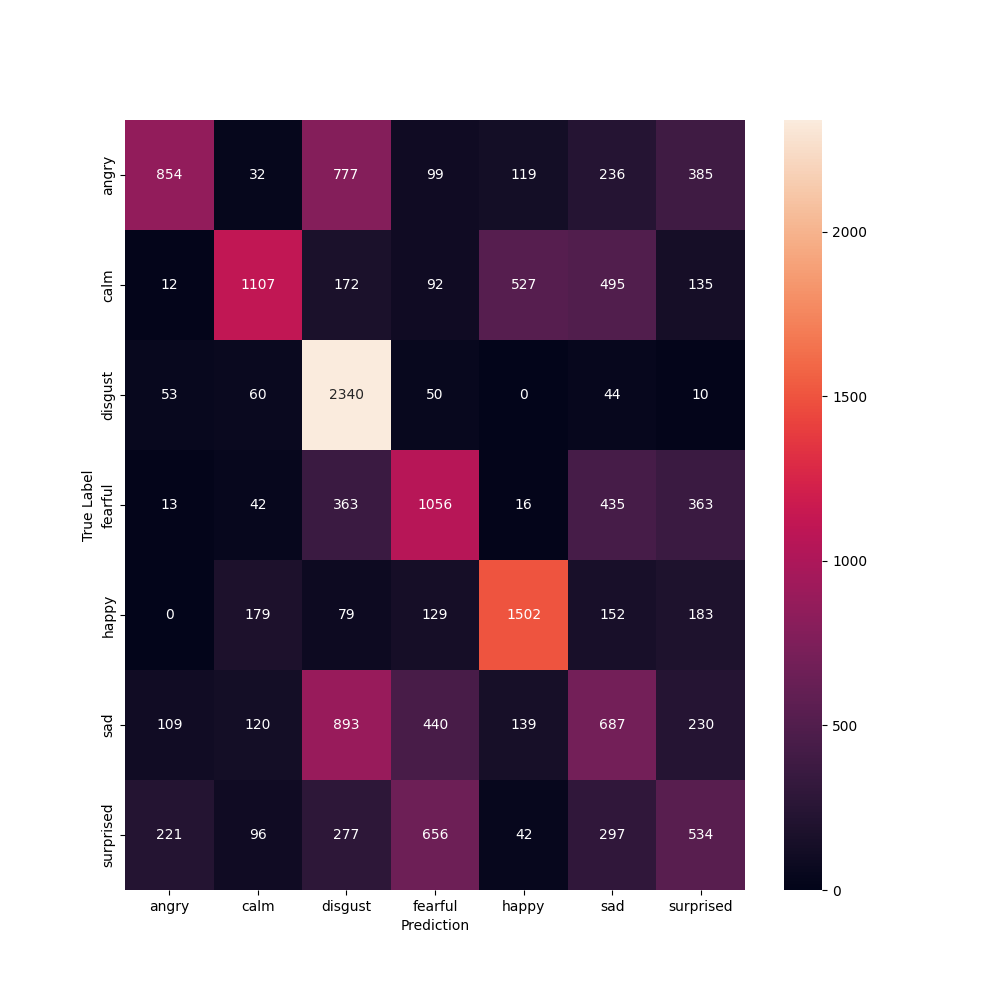 True Label
angry 854 32 777 99 119 236 385
calm 12 1107 172 92 527 495 135
disgust 53 60 2340 50 0 44 10
fearful 13 42 363 1056 16 435 363
happy 0 179 79 129 1502 152 183
sad 109 120 893 440 139 687 230
surprised 221 96 277 656 42 297 534
angry calm disgust fearful happy sad surprised
Prediction
2000
1500
1000
500
0